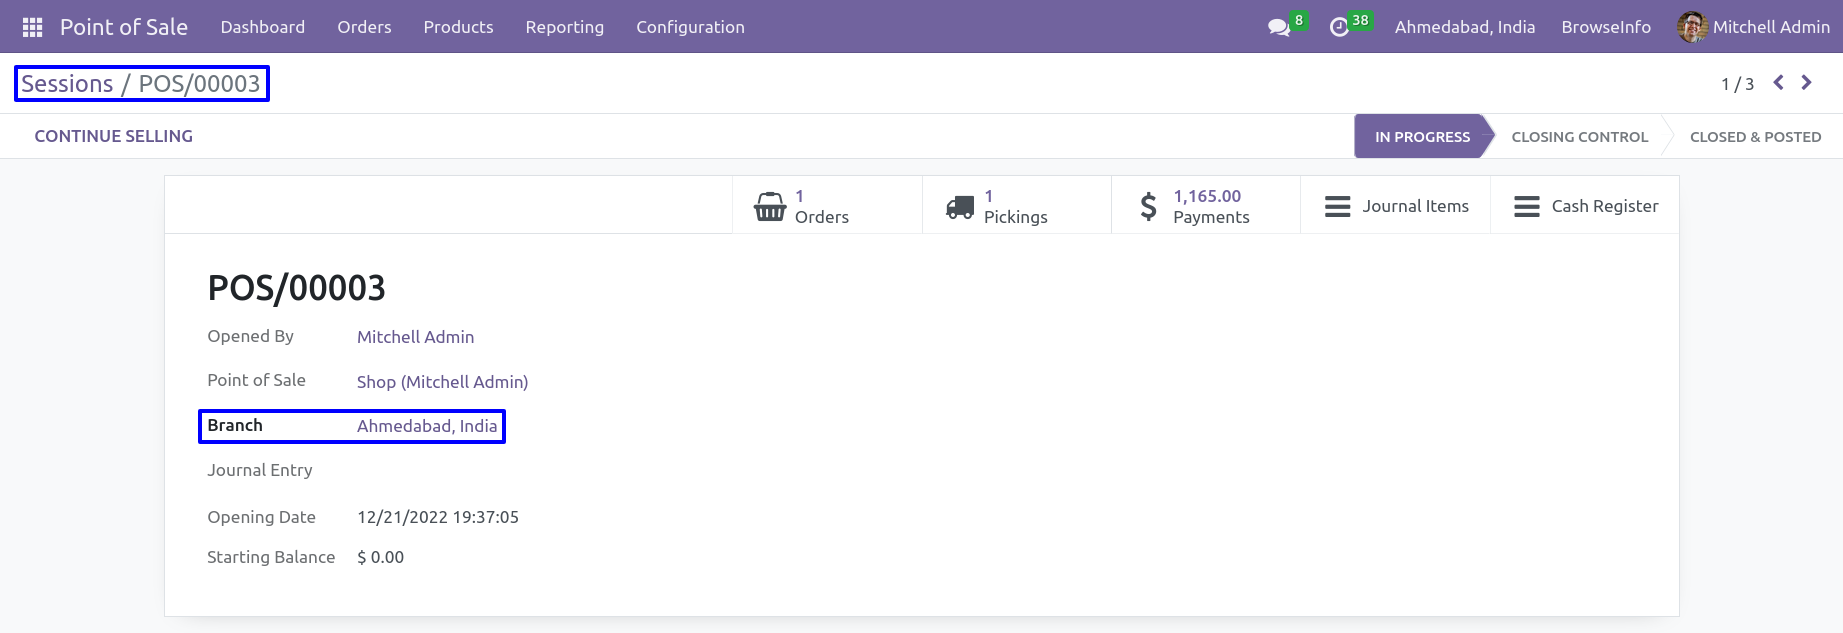 Point of Sale Dashboard Orders Products Reporting Configuration 8 38 Ahmedabad, India BrowseInfo Mitchell Admin
Sessions / POS/00003 1 / 3
CONTINUE SELLING IN PROGRESS CLOSING CONTROL CLOSED & POSTED
1 Orders 1 Pickings 1,165.00 Payments Journal Items Cash Register
POS/00003
Opened By Mitchell Admin
Point of Sale Shop (Mitchell Admin)
Branch Ahmedabad, India
Journal Entry
Opening Date 12/21/2022 19:37:05
Starting Balance $ 0.00